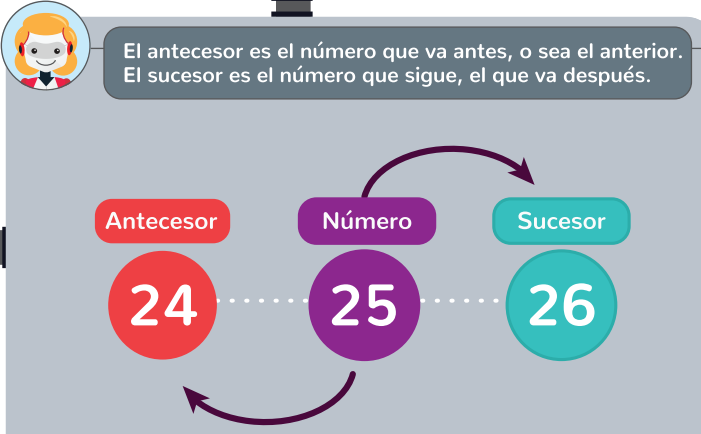 El antecesor es el número que va antes, o sea el anterior.
El sucesor es el número que sigue, el que va después.
Antecesor
Número
Sucesor
24
25
26